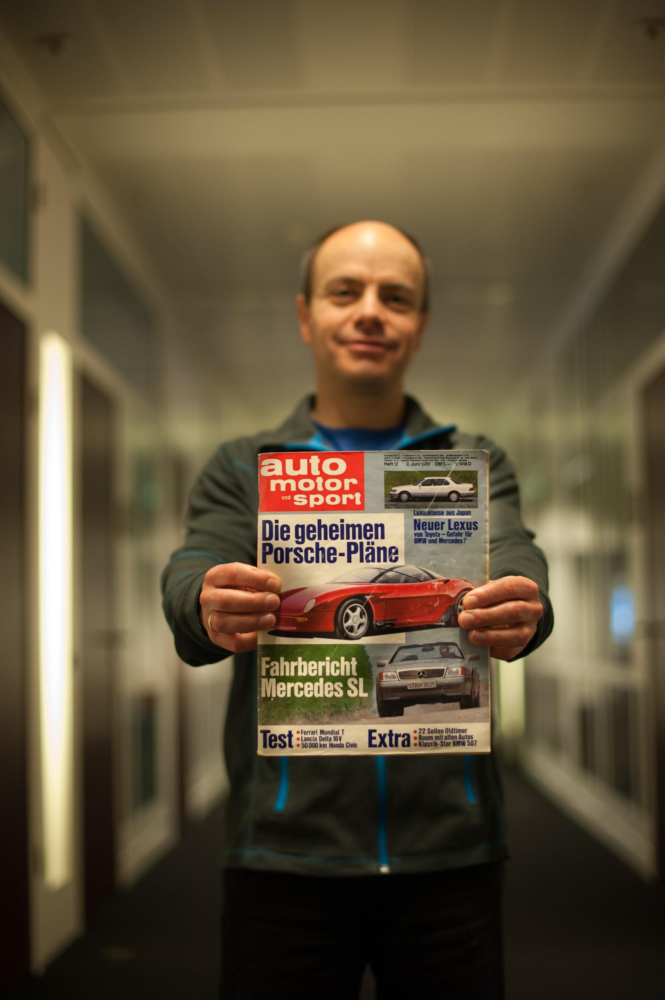 auto
motor
und sport
Heft 12 2. Juni 1989 DM 5,— E 1418 D
Luxusklasse aus Japan
Neuer Lexus
von Toyota – Gefahr für
BMW und Mercedes?
Die geheimen
Porsche-Pläne
Fahrbericht
Mercedes SL
S KH 3025
Test
• Ferrari Mondial T
• Lancia Delta 16V
• 50 000 km Honda Civic
Extra
• 22 Seiten Oldtimer
• Boom mit alten Autos
• Klassik-Star BMW 507